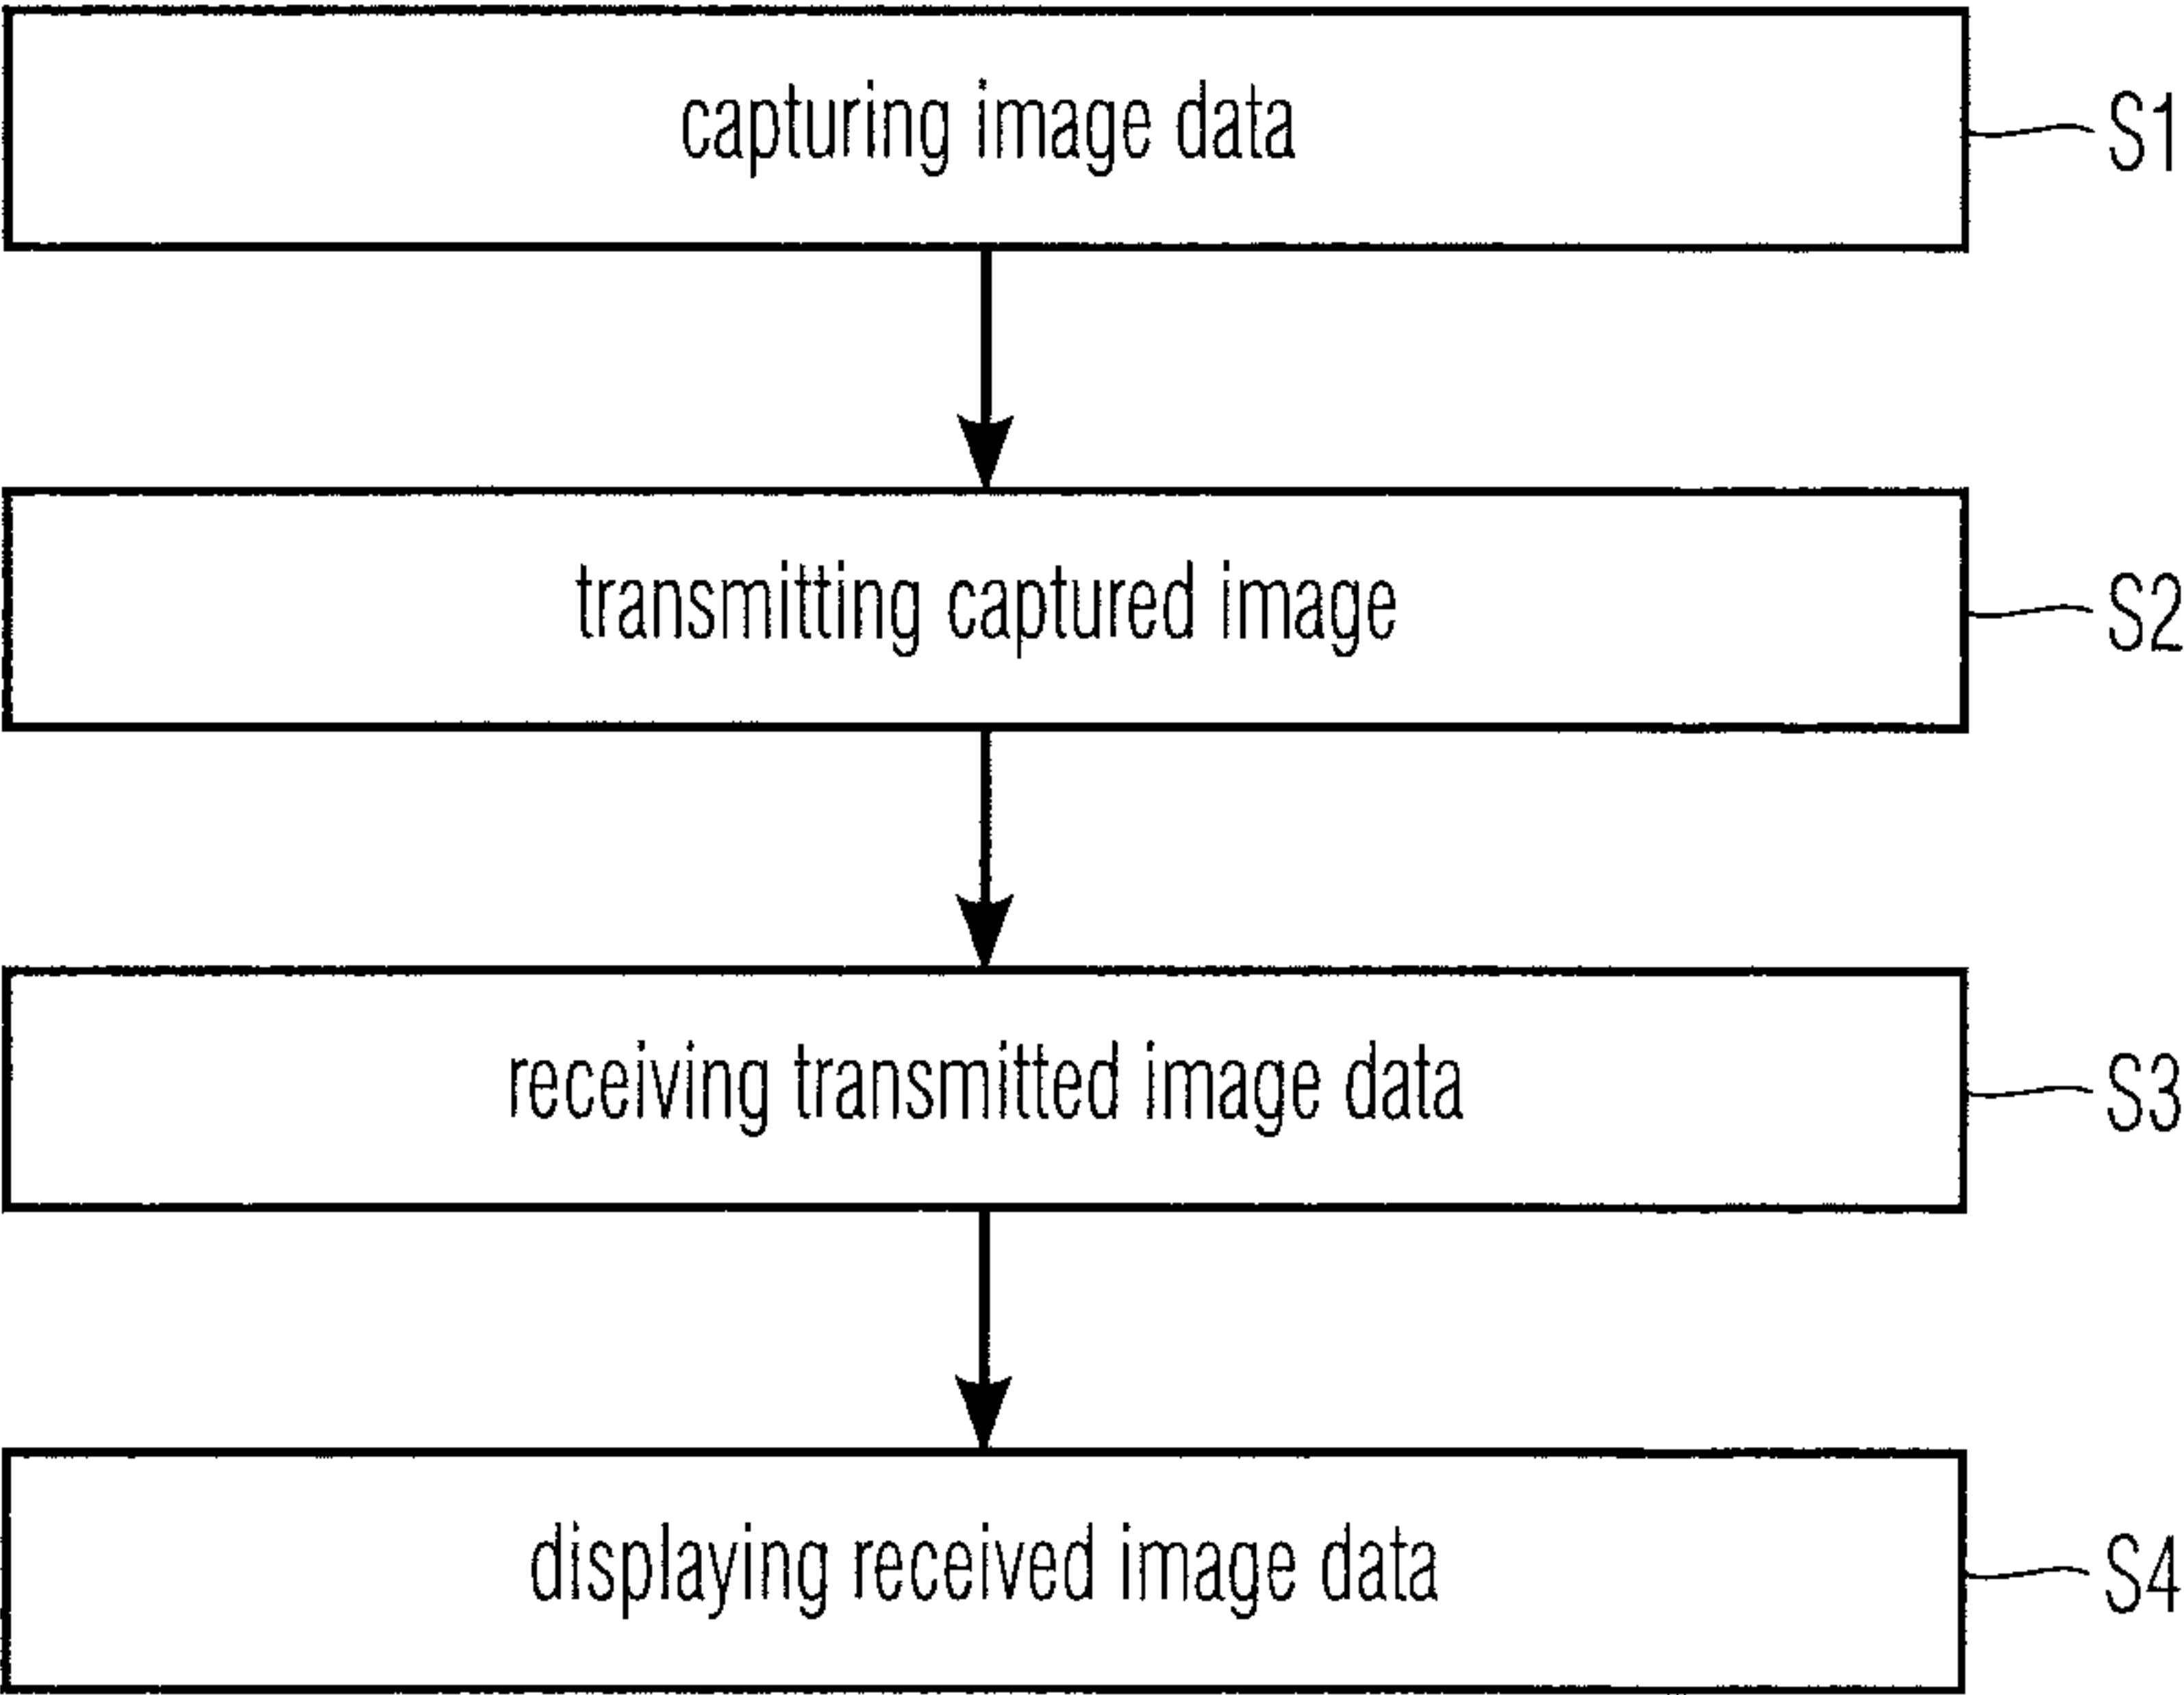 capturing image data S1
transmitting captured image S2
receiving transmitted image data S3
displaying received image data S4